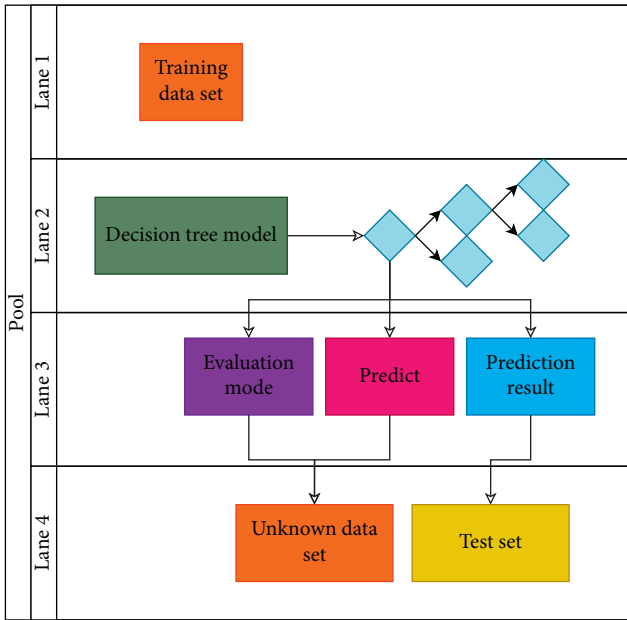 Pool
Lane 1
Training
data set
Lane 2
Decision tree model
Lane 3
Evaluation
mode
Predict
Prediction
result
Lane 4
Unknown data
set
Test set